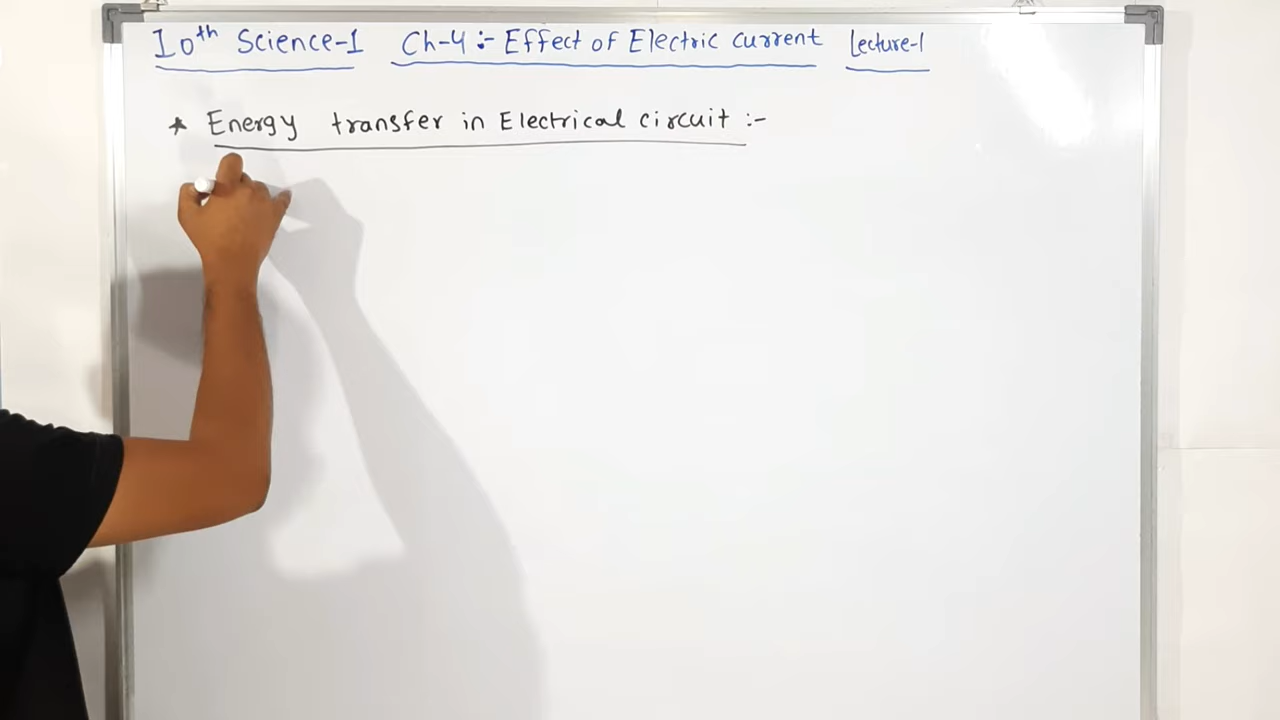 10th Science-1 Ch-4 :- Effect of Electric current Lecture-1
* Energy transfer in Electrical circuit :-